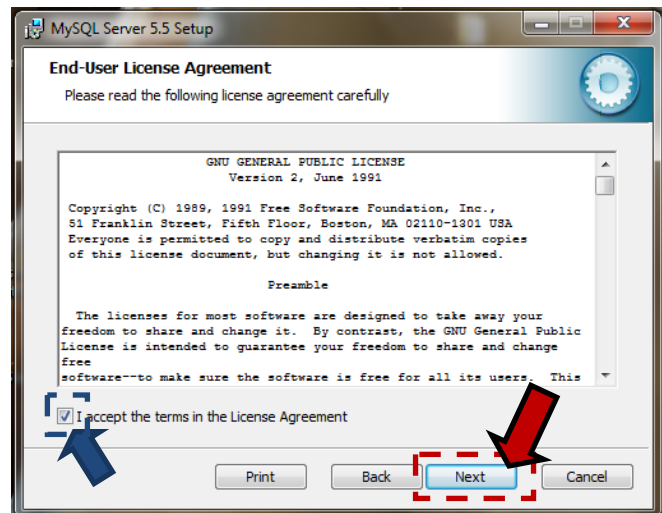 MySQL Server 5.5 Setup
End-User License Agreement
Please read the following license agreement carefully
GNU GENERAL PUBLIC LICENSE
Version 2, June 1991
Copyright (C) 1989, 1991 Free Software Foundation, Inc.,
51 Franklin Street, Fifth Floor, Boston, MA 02110-1301 USA
Everyone is permitted to copy and distribute verbatim copies
of this license document, but changing it is not allowed.
Preamble
The licenses for most software are designed to take away your
freedom to share and change it.  By contrast, the GNU General Public
License is intended to guarantee your freedom to share and change
free
software--to make sure the software is free for all its users.  This
I accept the terms in the License Agreement
Print Back Next Cancel